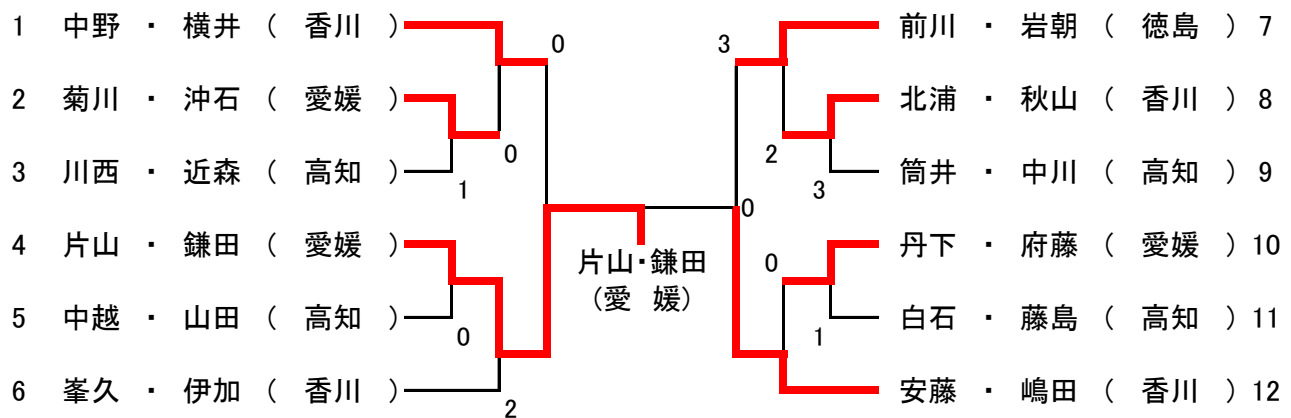 1 中野 ・ 横井 ( 香川 )
0
2 菊川 ・ 沖石 ( 愛媛 )
0
3 川西 ・ 近森 ( 高知 )
1
4 片山 ・ 鎌田 ( 愛媛 )
5 中越 ・ 山田 ( 高知 )
0
6 峯久 ・ 伊加 ( 香川 )
2
片山・鎌田
(愛 媛)
3
前川 ・ 岩朝 ( 徳島 ) 7
北浦 ・ 秋山 ( 香川 ) 8
2
筒井 ・ 中川 ( 高知 ) 9
3
0
丹下 ・ 府藤 ( 愛媛 ) 10
0
白石 ・ 藤島 ( 高知 ) 11
1
安藤 ・ 嶋田 ( 香川 ) 12